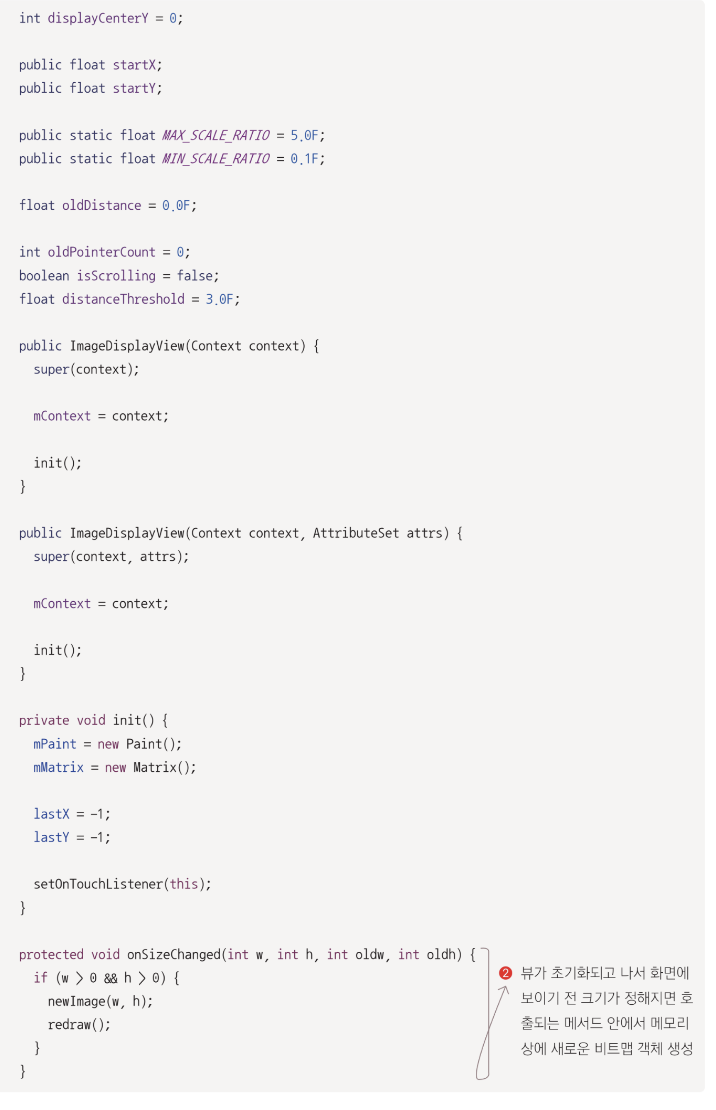 int displayCenterY = 0;
public float startX;
public float startY;
public static float MAX_SCALE_RATIO = 5.0F;
public static float MIN_SCALE_RATIO = 0.1F;
float oldDistance = 0.0F;
int oldPointerCount = 0;
boolean isScrolling = false;
float distanceThreshold = 3.0F;
public ImageDisplayView(Context context) {
super(context);
mContext = context;
init();
}
public ImageDisplayView(Context context, AttributeSet attrs) {
super(context, attrs);
mContext = context;
init();
}
private void init() {
mPaint = new Paint();
mMatrix = new Matrix();
lastX = -1;
lastY = -1;
setOnTouchListener(this);
}
protected void onSizeChanged(int w, int h, int oldw, int oldh) {
if (w > 0 && h > 0) {
newImage(w, h);
redraw();
}
}
❷ 뷰가 초기화되고 나서 화면에
보이기 전 크기가 정해지면 호
출되는 메서드 안에서 메모리
상에 새로운 비트맵 객체 생성